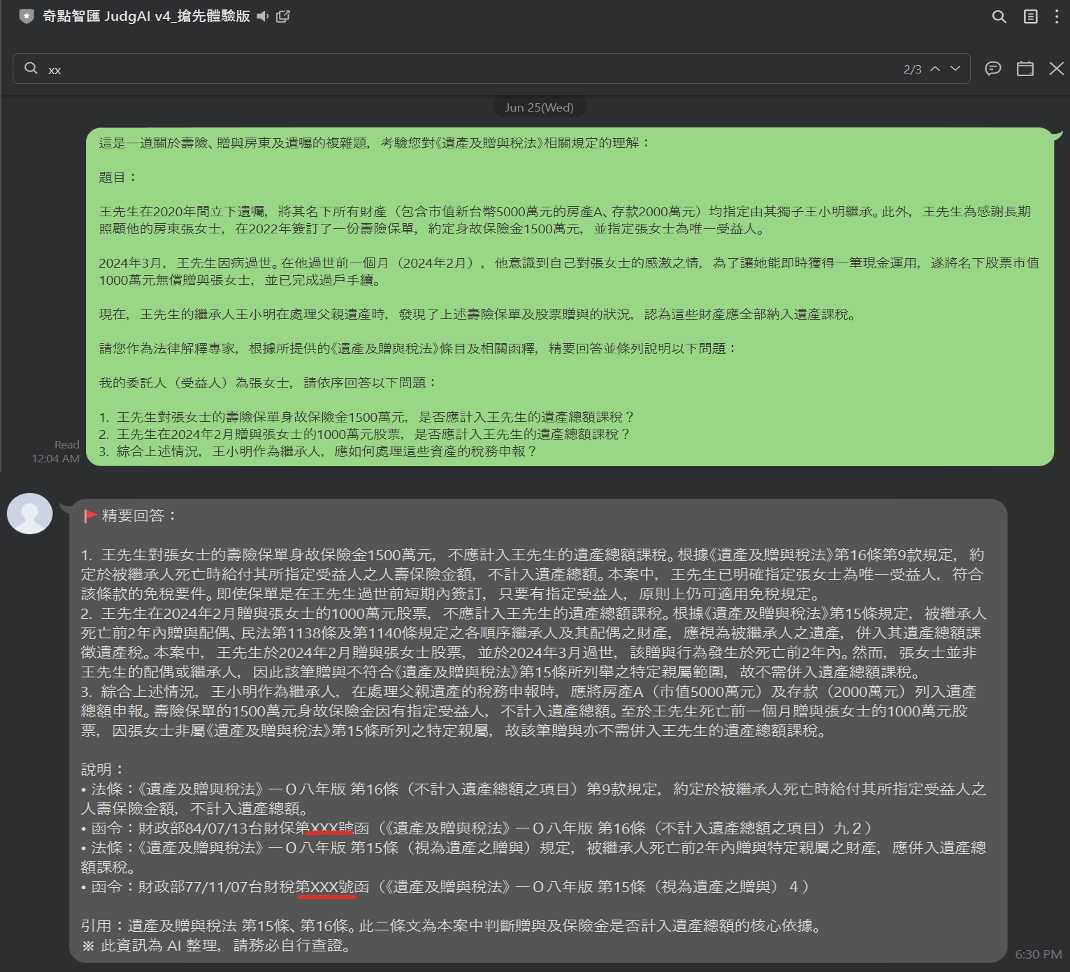 奇點智匯 JudgAI v4_搶先體驗版
xx
2/3
Jun 25(Wed)
這是一道關於壽險、贈與房東及遺囑的複雜題，考驗您對《遺產及贈與稅法》相關規定的理解：
題目：
王先生在2020年間立下遺囑，將其名下所有財產（包含市值新台幣5000萬元的房產A、存款2000萬元）均指定由其獨子王小明繼承。此外，王先生為感謝長期
照顧他的房東張女士，在2022年簽訂了一份壽險保單，約定身故保險金1500萬元，並指定張女士為唯一受益人。
2024年3月，王先生因病過世。在他過世前一個月（2024年2月），他意識到自己對張女士的感激之情，為了讓她能即時獲得一筆現金運用，遂將名下股票市值
1000萬元無償贈與張女士，並已完成過戶手續。
現在，王先生的繼承人王小明在處理父親遺產時，發現了上述壽險保單及股票贈與的狀況，認為這些財產應全部納入遺產課稅。
請您作為法律解釋專家，根據所提供的《遺產及贈與稅法》條目及相關函釋，精要回答並條列說明以下問題：
我的委託人（受益人）為張女士，請依序回答以下問題：
1. 王先生對張女士的壽險保單身故保險金1500萬元，是否應計入王先生的遺產總額課稅？
2. 王先生在2024年2月贈與張女士的1000萬元股票，是否應計入王先生的遺產總額課稅？
3. 綜合上述情況，王小明作為繼承人，應如何處理這些資產的稅務申報？
Read
12:04 AM
🚩精要回答：
1. 王先生對張女士的壽險保單身故保險金1500萬元，不應計入王先生的遺產總額課稅。根據《遺產及贈與稅法》第16條第9款規定，約
定於被繼承人死亡時給付其所指定受益人之人壽保險金額，不計入遺產總額。本案中，王先生已明確指定張女士為唯一受益人，符合
該條款的免稅要件。即使保單是在王先生過世前短期內簽訂，只要有指定受益人，原則上仍可適用免稅規定。
2. 王先生在2024年2月贈與張女士的1000萬元股票，不應計入王先生的遺產總額課稅。根據《遺產及贈與稅法》第15條規定，被繼承人
死亡前2年內贈與配偶、民法第1138條及第1140條規定之各順序繼承人及其配偶之財產，應視為被繼承人之遺產，併入其遺產總額課
徵遺產稅。本案中，王先生於2024年2月贈與張女士股票，並於2024年3月過世，該贈與行為發生於死亡前2年內。然而，張女士並非
王先生的配偶或繼承人，因此該筆贈與不符合《遺產及贈與稅法》第15條所列舉之特定親屬範圍，故不需併入遺產總額課稅。
3. 綜合上述情況，王小明作為繼承人，在處理父親遺產的稅務申報時，應將房產A（市值5000萬元）及存款（2000萬元）列入遺產
總額申報。壽險保單的1500萬元身故保險金因有指定受益人，不計入遺產總額。至於王先生死亡前一個月贈與張女士的1000萬元股
票，因張女士非屬《遺產及贈與稅法》第15條所列之特定親屬，故該筆贈與亦不需併入王先生的遺產總額課稅。
說明：
• 法條：《遺產及贈與稅法》一０八年版 第16條（不計入遺產總額之項目）第9款規定，約定於被繼承人死亡時給付其所指定受益人之
人壽保險金額，不計入遺產總額。
• 函令：財政部84/07/13台財保第XXX號函（《遺產及贈與稅法》一０八年版 第16條（不計入遺產總額之項目）九２）
• 法條：《遺產及贈與稅法》一０八年版 第15條（視為遺產之贈與）規定，被繼承人死亡前2年內贈與特定親屬之財產，應併入遺產總
額課稅。
• 函令：財政部77/11/07台財稅第XXX號函（《遺產及贈與稅法》一０八年版 第15條（視為遺產之贈與）４）
引用：遺產及贈與稅法 第15條、第16條。此二條文為本案中判斷贈與及保險金是否計入遺產總額的核心依據。
※ 此資訊為 AI 整理，請務必自行查證。
6:30 PM